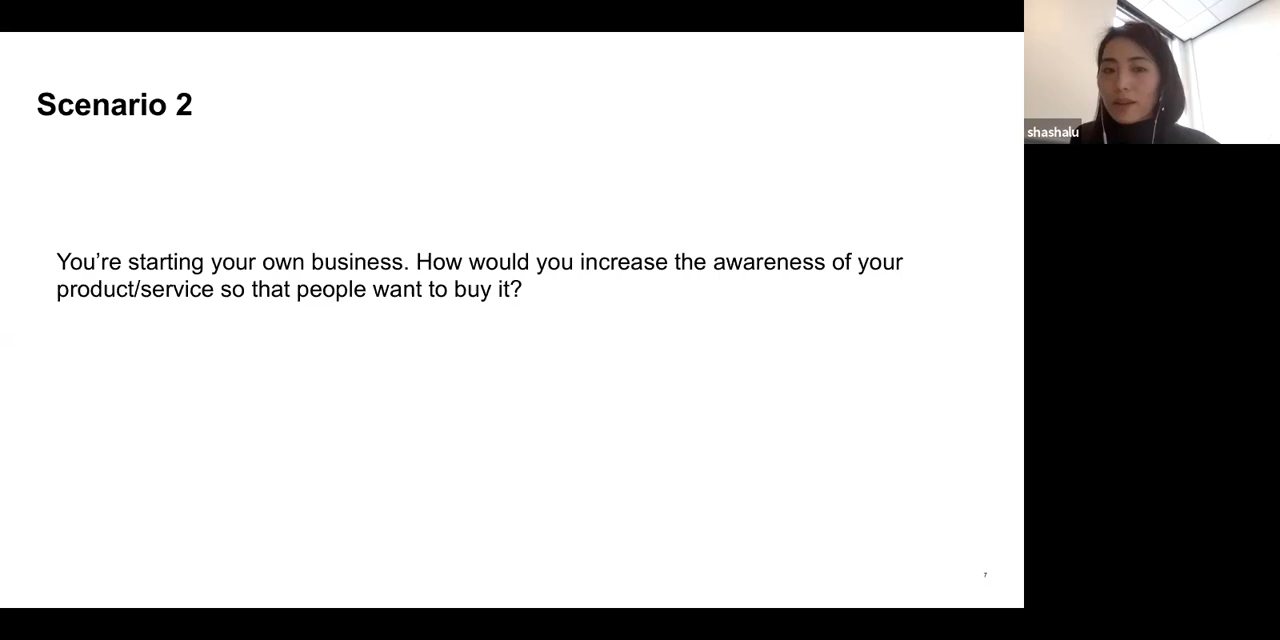 Scenario 2
You’re starting your own business. How would you increase the awareness of your
product/service so that people want to buy it?
7
shashalu